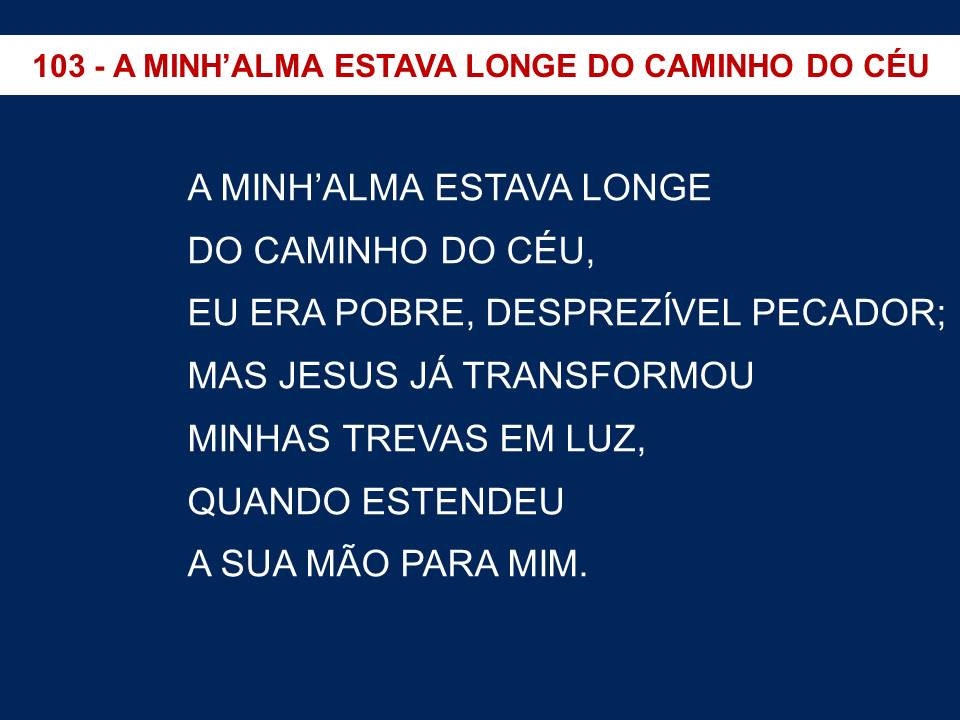 103 - A MINH’ALMA ESTAVA LONGE DO CAMINHO DO CÉU
A MINH’ALMA ESTAVA LONGE
DO CAMINHO DO CÉU,
EU ERA POBRE, DESPREZÍVEL PECADOR;
MAS JESUS JÁ TRANSFORMOU
MINHAS TREVAS EM LUZ,
QUANDO ESTENDEU
A SUA MÃO PARA MIM.